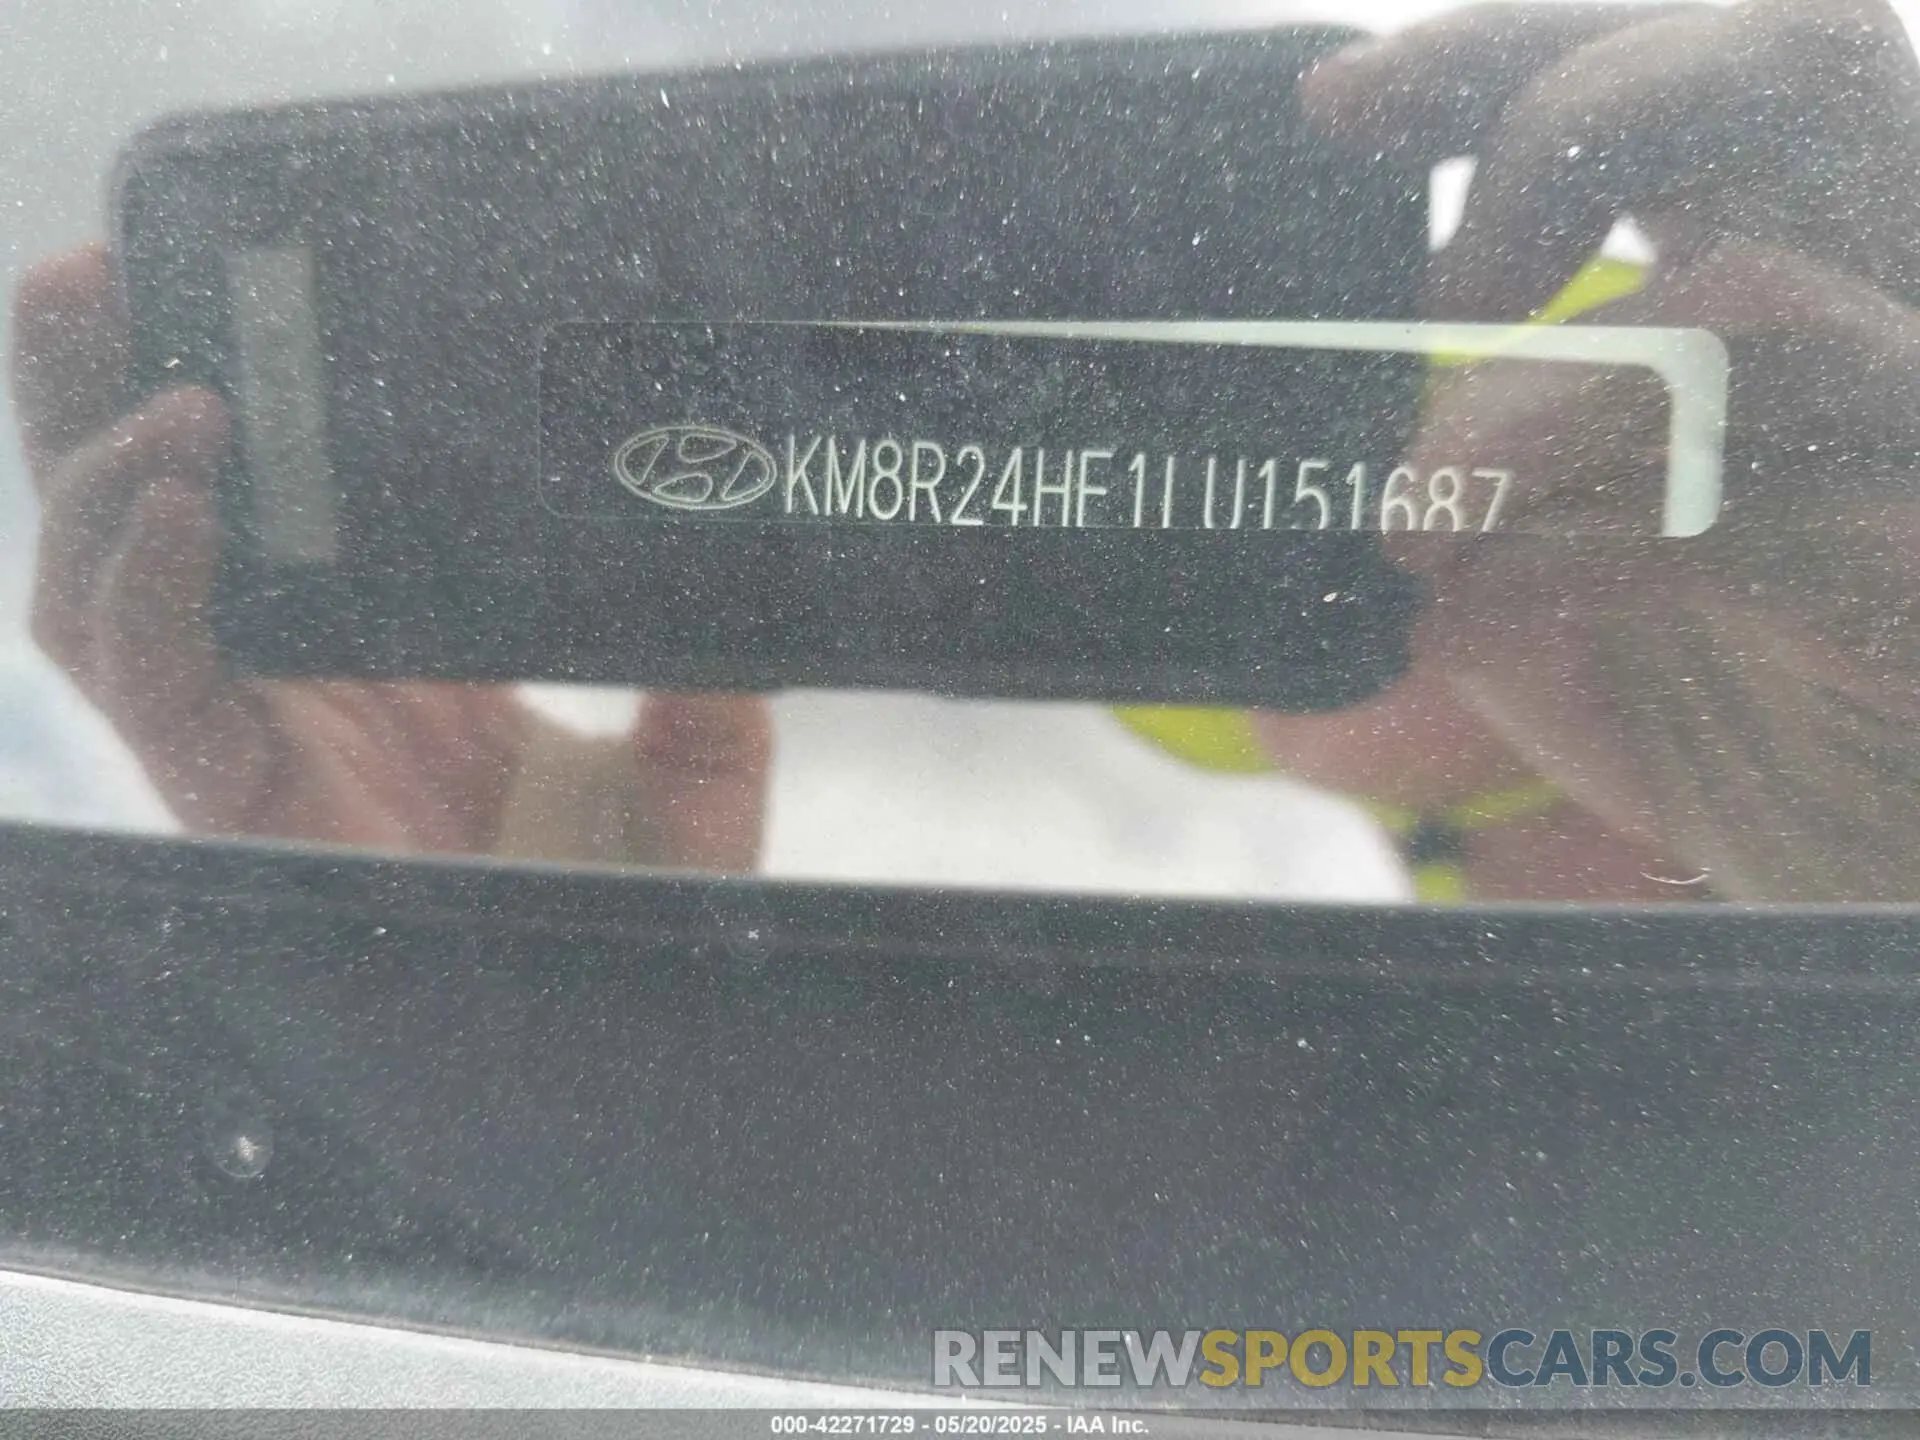 KM8R24HE1LU151687
RENEWSPORTSCARS.COM
000-42271729 - 05/20/2025 - IAA Inc.